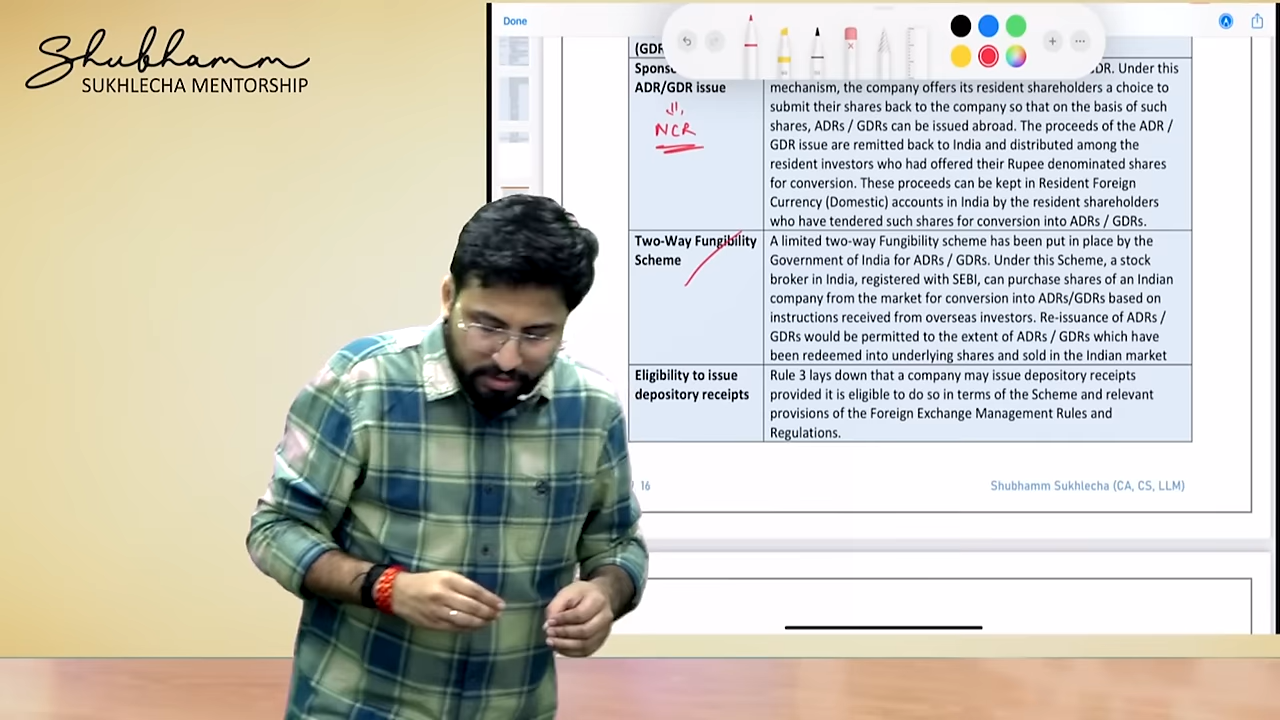 Shubhamm
SUKHLECHA MENTORSHIP
Done
(GDR
Spons
ADR/GDR issue
NCR
DR. Under this
mechanism, the company offers its resident shareholders a choice to
submit their shares back to the company so that on the basis of such
shares, ADRs / GDRs can be issued abroad. The proceeds of the ADR /
GDR issue are remitted back to India and distributed among the
resident investors who had offered their Rupee denominated shares
for conversion. These proceeds can be kept in Resident Foreign
Currency (Domestic) accounts in India by the resident shareholders
who have tendered such shares for conversion into ADRs / GDRs.
Two-Way Fungibility
Scheme
A limited two-way Fungibility scheme has been put in place by the
Government of India for ADRs / GDRs. Under this Scheme, a stock
broker in India, registered with SEBI, can purchase shares of an Indian
company from the market for conversion into ADRs/GDRs based on
instructions received from overseas investors. Re-issuance of ADRs /
GDRs would be permitted to the extent of ADRs / GDRs which have
been redeemed into underlying shares and sold in the Indian market
Eligibility to issue
depository receipts
Rule 3 lays down that a company may issue depository receipts
provided it is eligible to do so in terms of the Scheme and relevant
provisions of the Foreign Exchange Management Rules and
Regulations.
16
Shubhamm Sukhlecha (CA, CS, LLM)